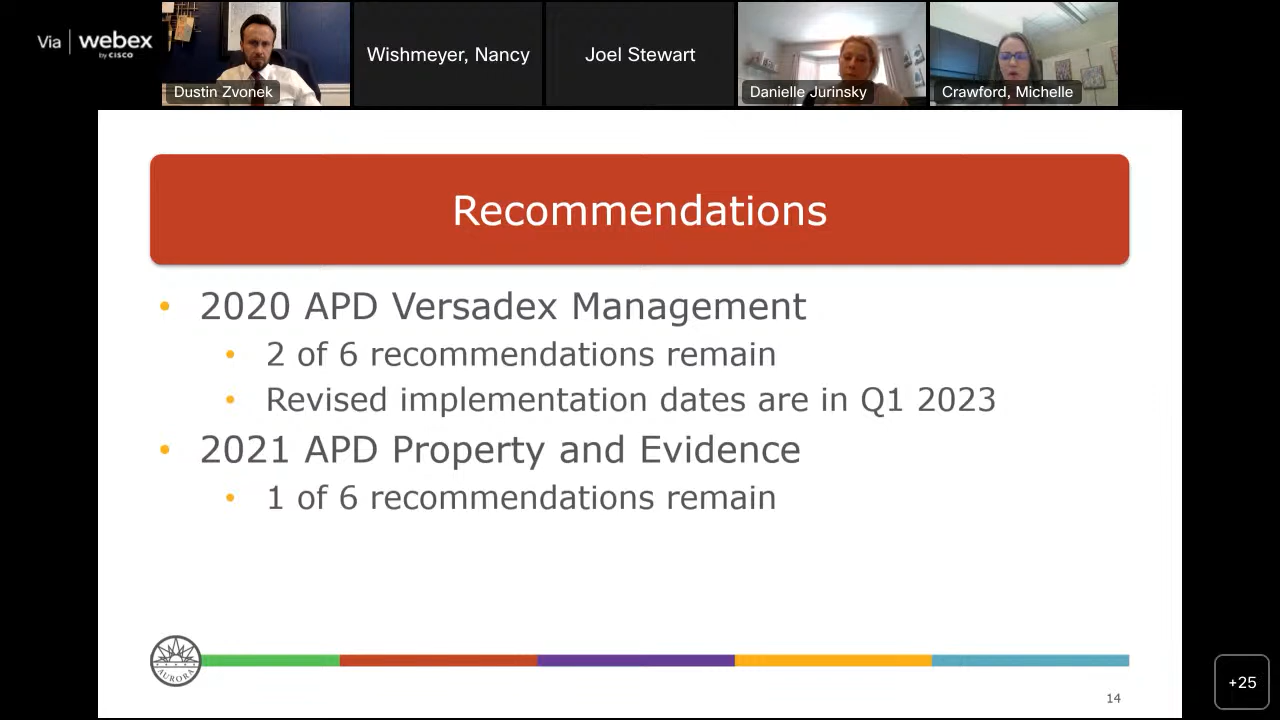 Via webex
by CISCO
Dustin Zvonek
Wishmeyer, Nancy
Joel Stewart
Danielle Jurinsky
Crawford, Michelle
Recommendations
• 2020 APD Versadex Management
• 2 of 6 recommendations remain
• Revised implementation dates are in Q1 2023
• 2021 APD Property and Evidence
• 1 of 6 recommendations remain
AURORA
14
+25